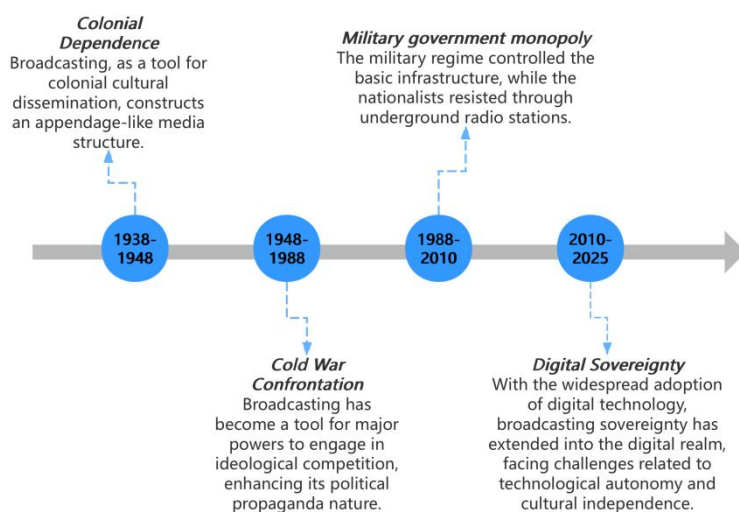 Colonial
Dependence
Broadcasting, as a tool for
colonial cultural
dissemination, constructs
an appendage-like media
structure.
Military government monopoly
The military regime controlled the
basic infrastructure, while the
nationalists resisted through
underground radio stations.
1938-
1948
1948-
1988
1988-
2010
2010-
2025
Cold War
Confrontation
Broadcasting has
become a tool for major
powers to engage in
ideological competition,
enhancing its political
propaganda nature.
Digital Sovereignty
With the widespread adoption
of digital technology,
broadcasting sovereignty has
extended into the digital realm,
facing challenges related to
technological autonomy and
cultural independence.